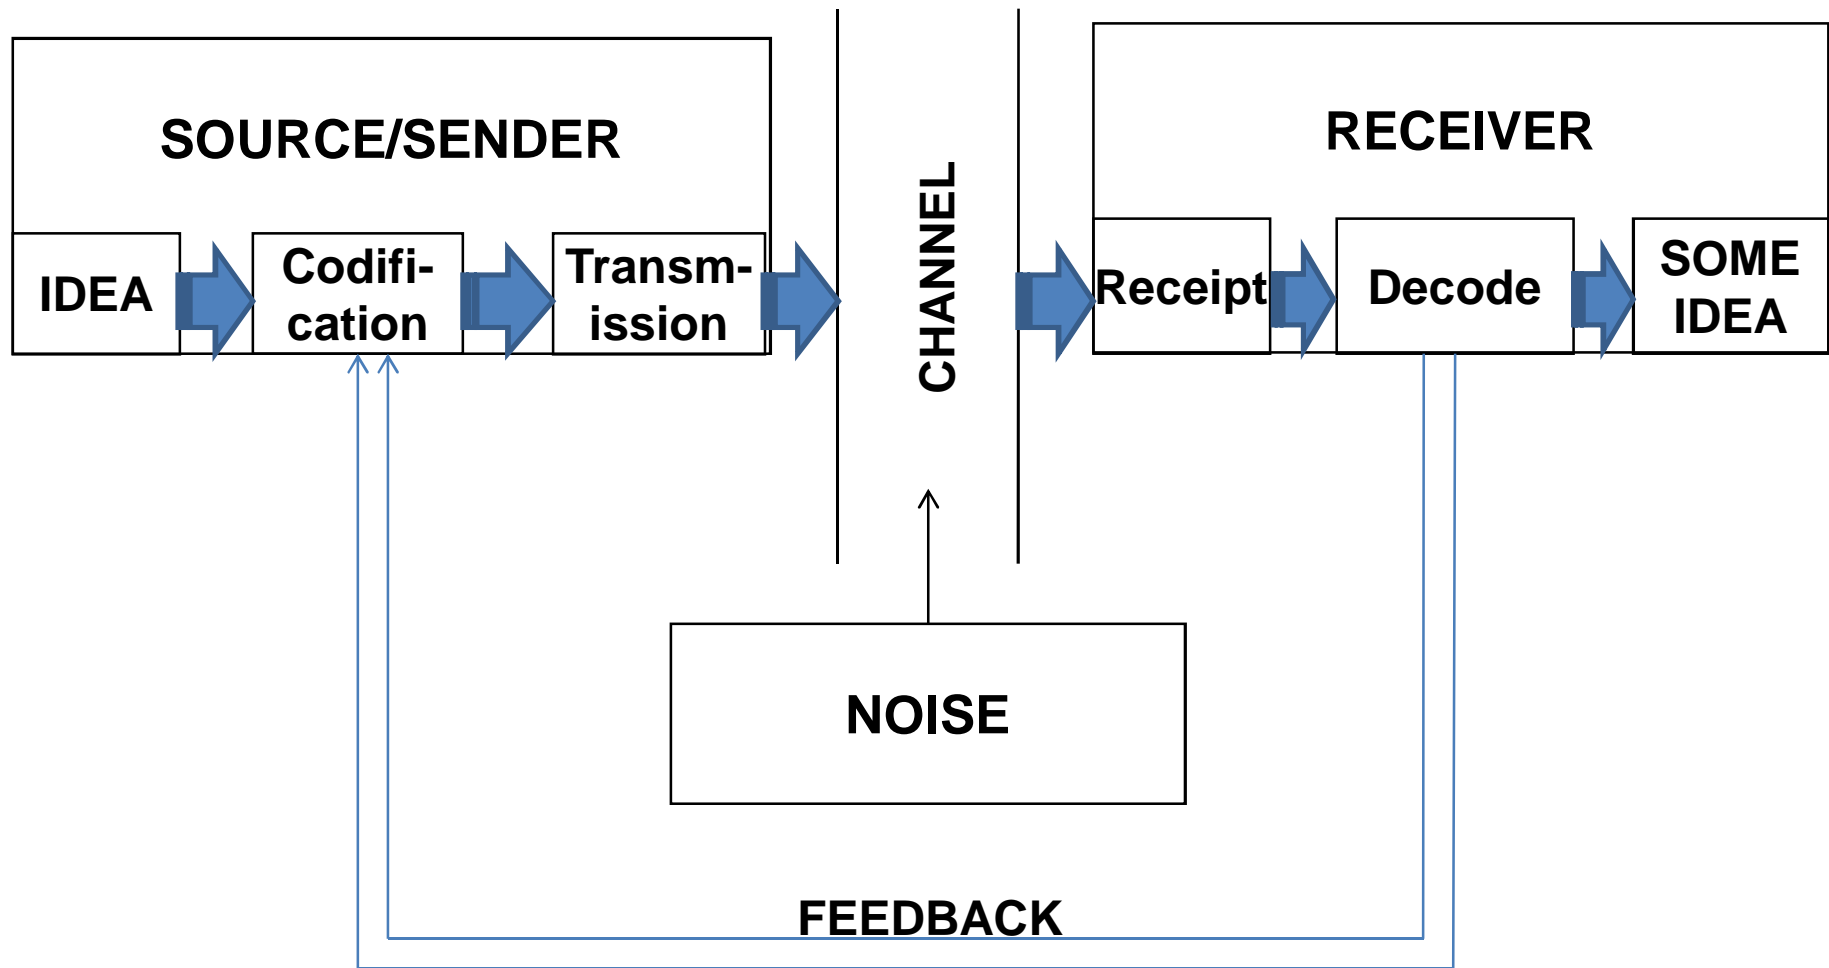 SOURCE/SENDER
IDEA
Codifi-
cation
Transm-
ission
CHANNEL
RECEIVER
Receipt
Decode
SOME
IDEA
NOISE
FEEDBACK